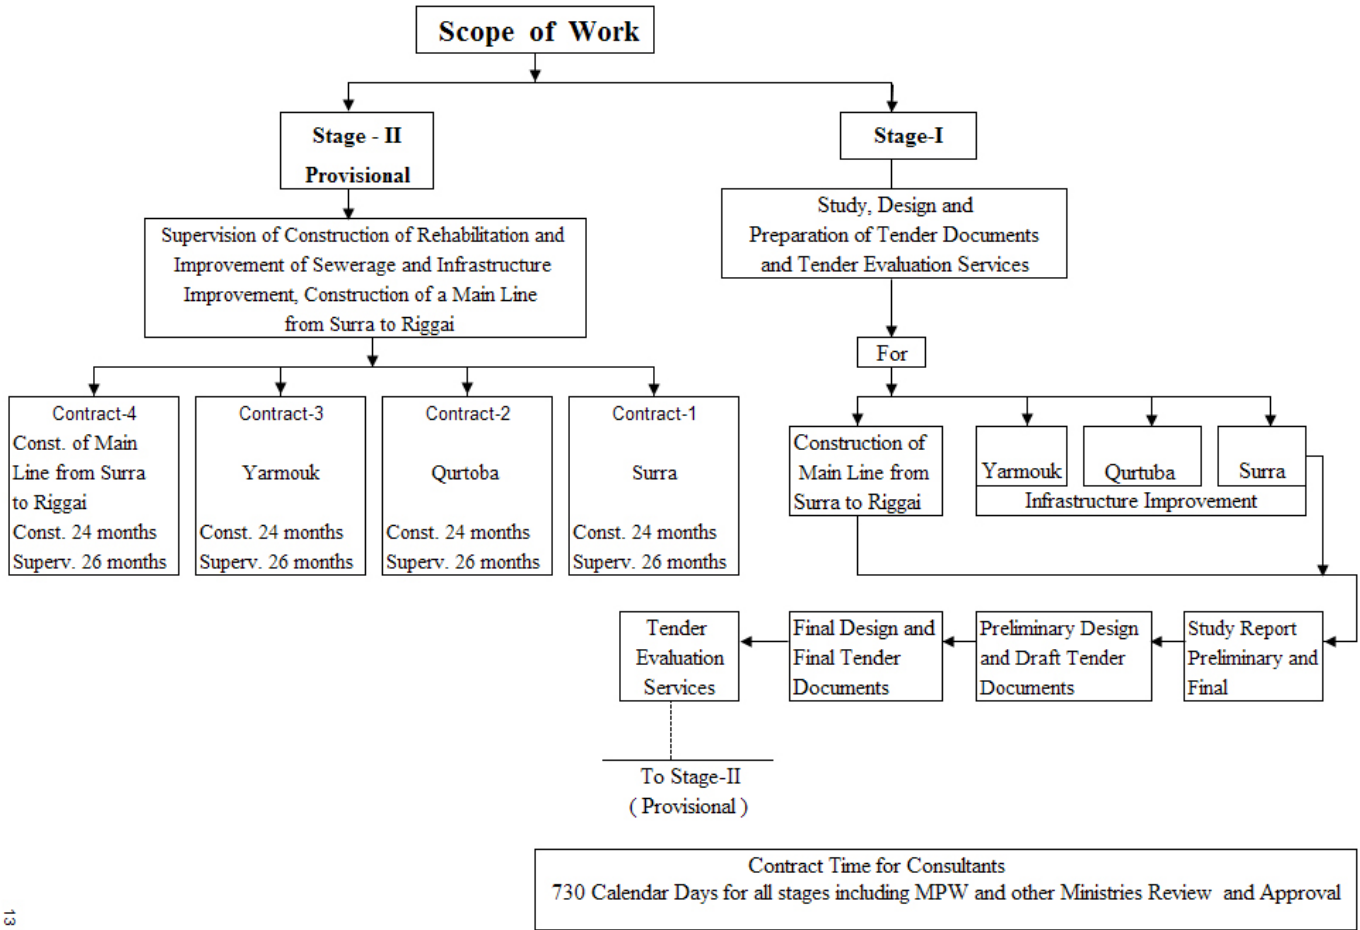 Scope of Work
Stage - II
Provisional
Supervision of Construction of Rehabilitation and
Improvement of Sewerage and Infrastructure
Improvement, Construction of a Main Line
from Surra to Riggai
Contract-4
Const. of Main
Line from Surra
to Riggai
Const. 24 months
Superv. 26 months
Contract-3
Yarmouk
Const. 24 months
Superv. 26 months
Contract-2
Qurtoba
Const. 24 months
Superv. 26 months
Contract-1
Surra
Const. 24 months
Superv. 26 months
Stage-I
Study, Design and
Preparation of Tender Documents
and Tender Evaluation Services
For
Construction of
Main Line from
Surra to Riggai
Yarmouk
Qurtuba
Surra
Infrastructure Improvement
Study Report
Preliminary and
Final
Preliminary Design
and Draft Tender
Documents
Final Design and
Final Tender
Documents
Tender
Evaluation
Services
To Stage-II
( Provisional )
Contract Time for Consultants
730 Calendar Days for all stages including MPW and other Ministries Review and Approval
13